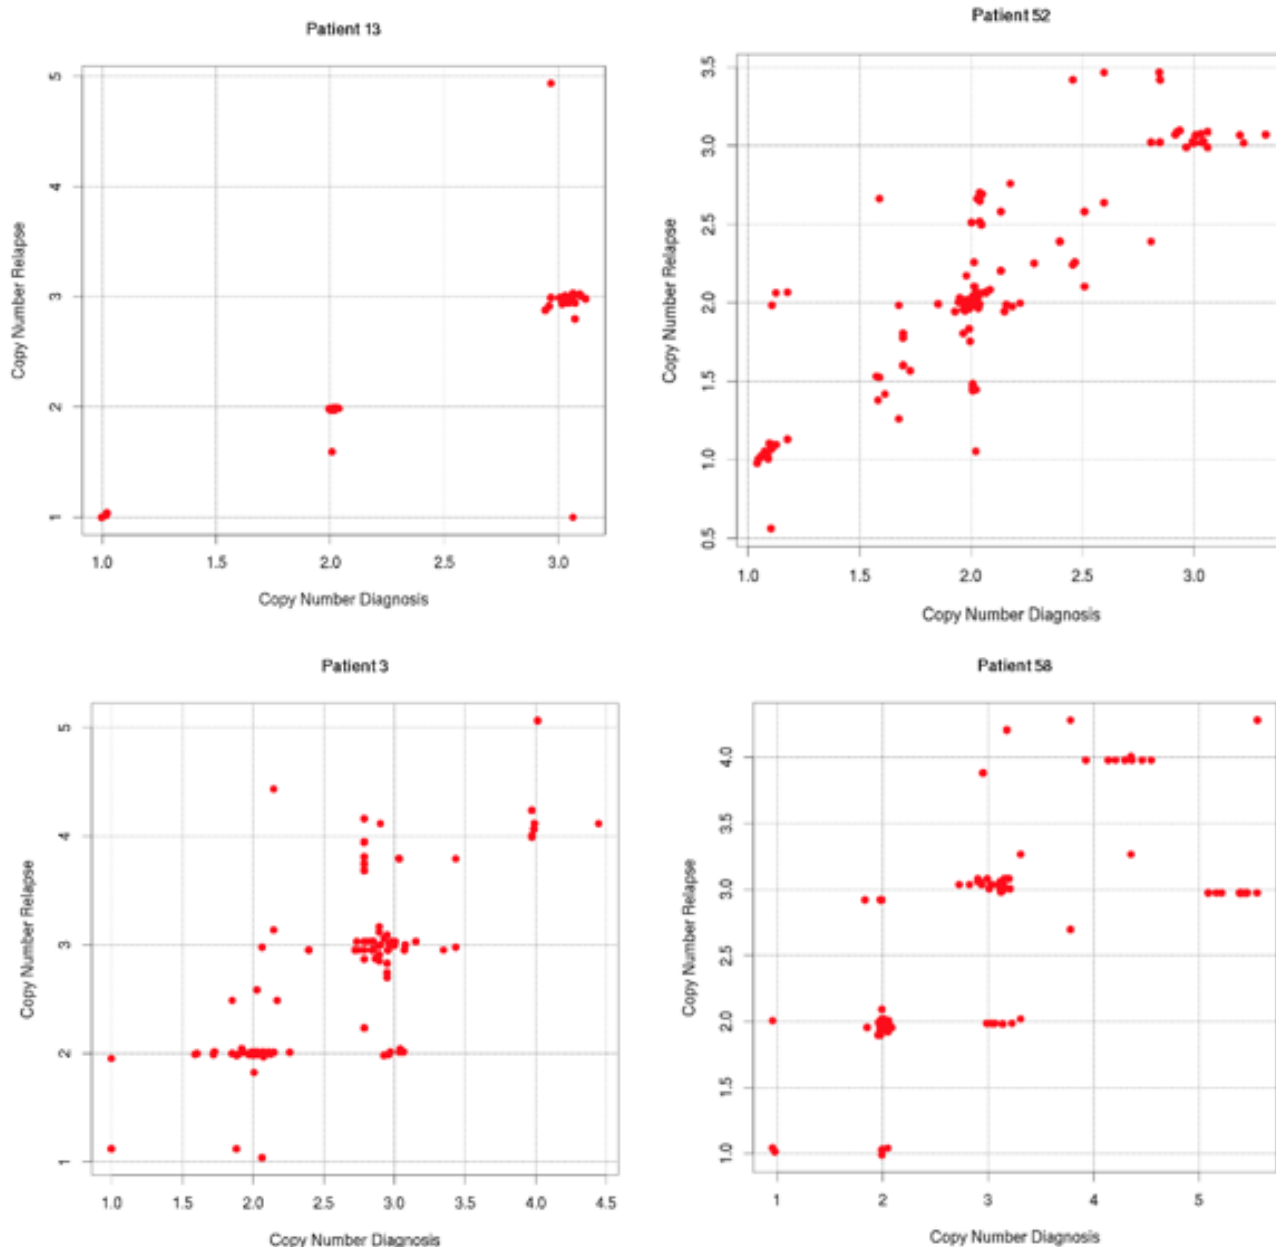 Patient 13
5
4
3
2
1
Copy Number Relapse
1.0 1.5 2.0 2.5 3.0
Copy Number Diagnosis
Patient 52
3.5
3.0
2.5
2.0
1.5
1.0
0.5
Copy Number Relapse
1.0 1.5 2.0 2.5 3.0
Copy Number Diagnosis
Patient 3
5
4
3
2
1
Copy Number Relapse
1.0 1.5 2.0 2.5 3.0 3.5 4.0 4.5
Copy Number Diagnosis
Patient 58
4.0
3.5
3.0
2.5
2.0
1.5
1.0
Copy Number Relapse
1 2 3 4 5
Copy Number Diagnosis